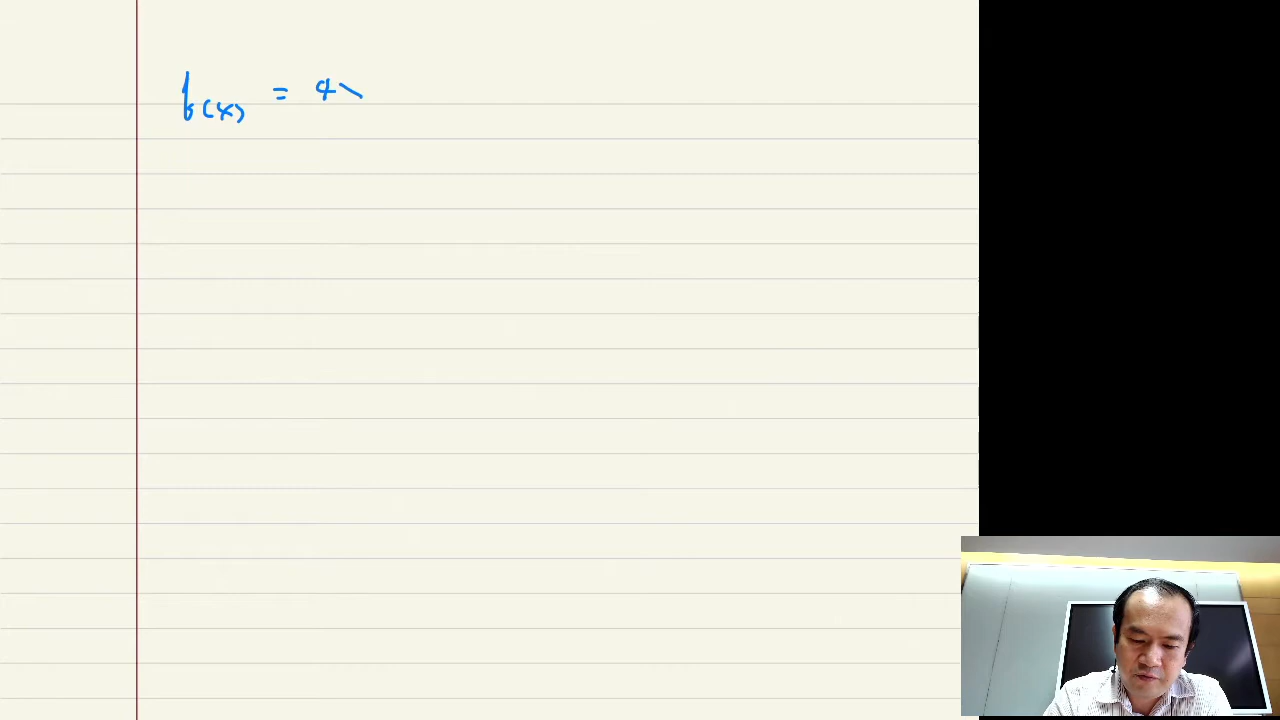 f(x) = 4